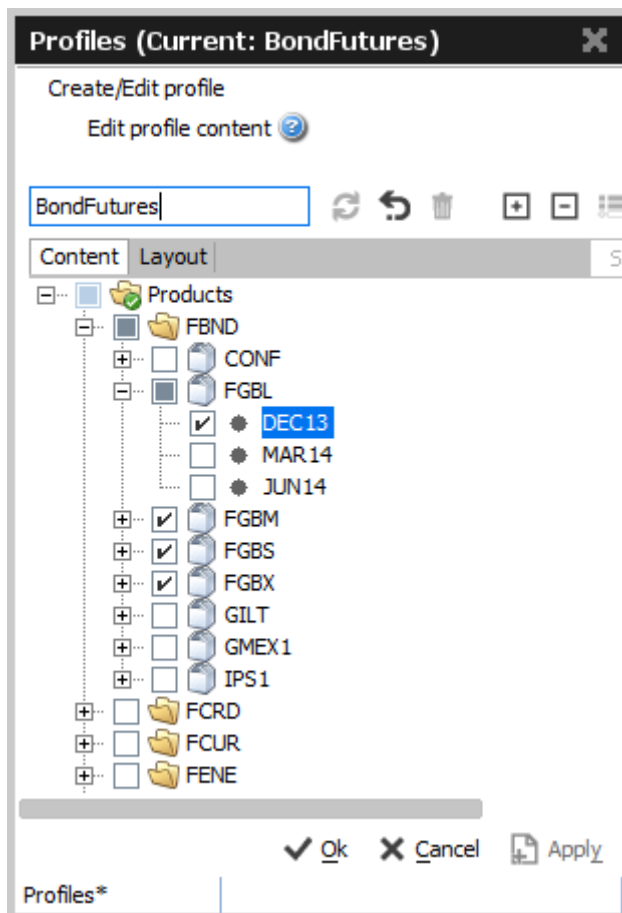 Profiles (Current: BondFutures)
Create/Edit profile
Edit profile content
BondFutures
Content Layout S
Products
FBND
CONF
FGBL
DEC13
MAR14
JUN14
FGBM
FGBS
FGBX
GILT
GMEX1
IPS1
FCRD
FCUR
FENE
Ok Cancel Apply
Profiles*